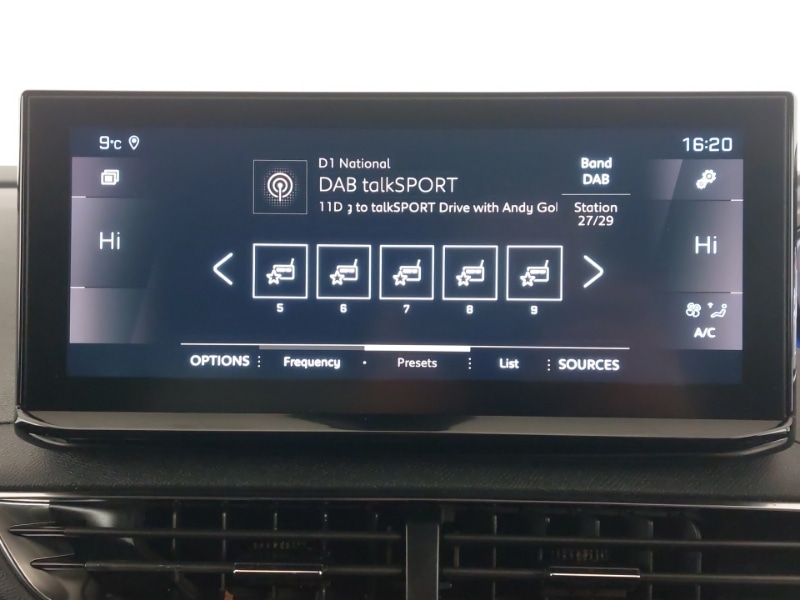 9°C 16:20
D1 National
DAB talkSPORT
11D g to talkSPORT Drive with Andy Gol
Band
DAB
Station
27/29
Hi Hi
5 6 7 8 9
A/C
OPTIONS : Frequency · Presets : List : SOURCES